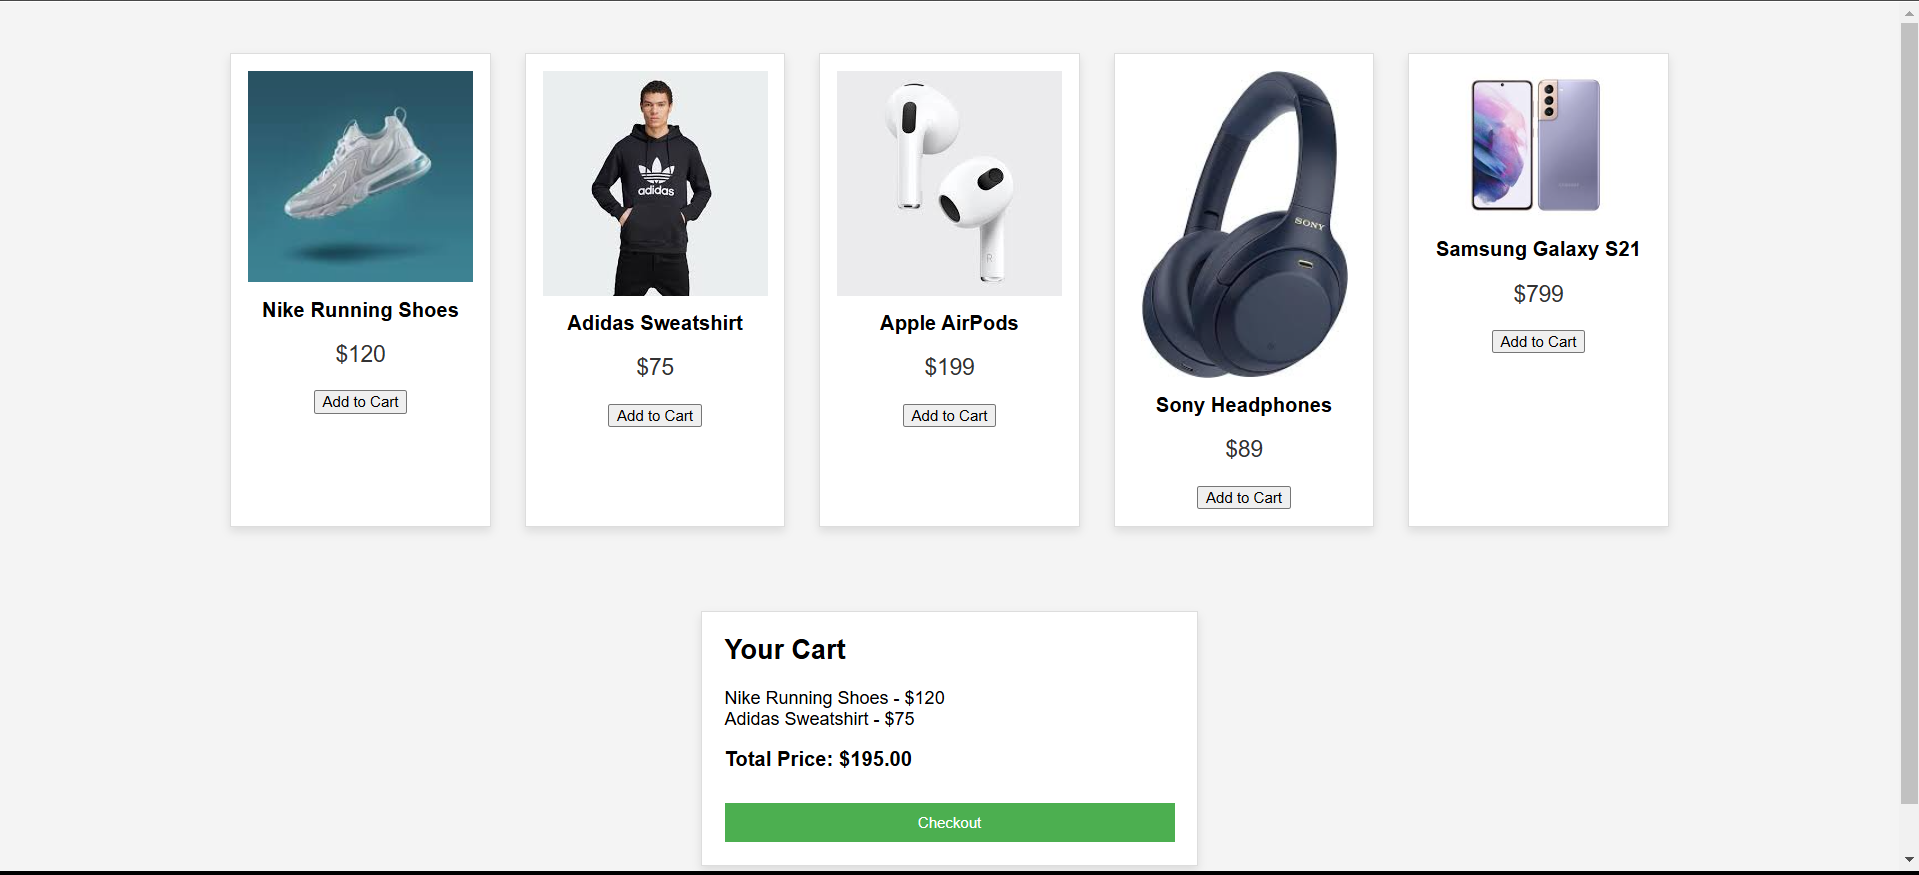 adidas
SONY
R
SAMSUNG
Nike Running Shoes
$120
Add to Cart
Adidas Sweatshirt
$75
Add to Cart
Apple AirPods
$199
Add to Cart
Sony Headphones
$89
Add to Cart
Samsung Galaxy S21
$799
Add to Cart
Your Cart
Nike Running Shoes - $120
Adidas Sweatshirt - $75
Total Price: $195.00
Checkout